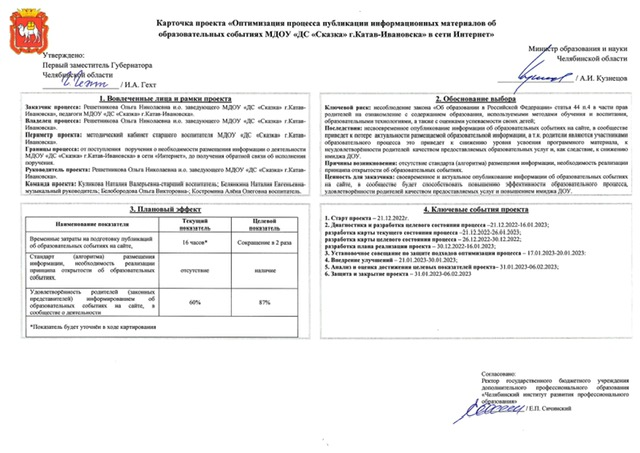 Карточка проекта «Оптимизация процесса публикации информационных материалов об
образовательных событиях МДОУ «ДС «Сказка» г.Катав-Ивановска» в сети Интернет»
Утверждено:
Первый заместитель Губернатора
Челябинской области
/ И.А. Гехт
Министр образования и науки
Челябинской области
/ А.И. Кузнецов
1. Вовлеченные лица и рамки проекта
Заказчик процесса: Решетникова Ольга Николаевна и.о. заведующего МДОУ «ДС «Сказка» г.Катав-
Ивановска», педагоги МДОУ «ДС «Сказка» г.Катав-Ивановска».
Владелец процесса: Решетникова Ольга Николаевна и.о. заведующего МДОУ «ДС «Сказка» г.Катав-
Ивановска».
Периметр проекта: методический кабинет старшего воспитателя МДОУ «ДС «Сказка» г.Катав-
Ивановска».
Границы процесса: от поступления поручения о необходимости размещения информации о деятельности
МДОУ «ДС «Сказка» г.Катав-Ивановска» в сети «Интернет», до получения обратной связи об исполнении
поручения.
Руководитель проекта: Решетникова Ольга Николаевна и.о. заведующего МДОУ «ДС «Сказка» г.Катав-
Ивановска».
Команда проекта: Куликова Наталия Валерьевна-старший воспитатель; Белянкина Наталия Евгеньевна-
музыкальный руководитель; Белобородова Ольга Викторовна; Костромина Алёна Олеговна воспитатель.
2. Обоснование выбора
Ключевой риск: несоблюдение закона «Об образовании в Российской Федерации» статья 44 п.4 в части прав
родителей на ознакомление с содержанием образования, используемыми методами обучения и воспитания,
образовательными технологиями, а также с оценками успеваемости своих детей;
Последствия: несвоевременное опубликование информации об образовательных событиях на сайте, в сообществе
приведет к потере актуальности размещаемой образовательной информации, а т.к родители являются участниками
образовательного процесса это приведет к снижению уровня усвоения программного материала, к
неудовлетворённости родителей качеством предоставляемых образовательных услуг и, как следствие, к снижению
имиджа ДОУ.
Причины возникновения: отсутствие стандарта (алгоритма) размещения информации, необходимость реализации
принципа открытости об образовательных событиях.
Ценность для заказчика: своевременное и актуальное опубликование информации об образовательных событиях
на сайте, в сообществе будет способствовать повышению эффективности образовательного процесса,
удовлетворённость родителей качеством предоставляемых услуг и повышению имиджа ДОУ.
3. Плановый эффект
Наименование показателя
Текущий показатель
Целевой показатель
Временные затраты на подготовку публикаций
об образовательных событиях на сайте,
16 часов*
Сокращение в 2 раза
Стандарт (алгоритм) размещения
информации, необходимость реализации
принципа открытости об образовательных
событиях.
отсутствие
наличие
Удовлетворённость родителей (законных
представителей) информированием об
образовательных событиях на сайте, в
сообществе о деятельности
60%
87%
*Показатель будет уточнён в ходе картирования
4. Ключевые события проекта
1. Старт проекта – 21.12.2022г.
2. Диагностика и разработка целевого состояния процесса –21.12.2022-16.01.2023;
разработка карты текущего состояния процесса -21.12.2022-26.01.2023;
разработка карты целевого состояния процесса – 26.12.2022-30.12.2022;
разработка плана реализации проекта – 30.12.2022-16.01.2023;
3. Установочное совещание по защите подходов оптимизации процесса – 17.01.2023-20.01.2025:
4. Внедрение улучшений – 21.01.2023-30.01.2023;
5. Анализ и оценка достижения целевых показателей проекта– 31.01.2023-06.02.2023;
6. Защита и закрытие проекта – 31.01.2023-06.02.2023
Согласовано:
Ректор государственного бюджетного учреждения
дополнительного профессионального образования
«Челябинский институт развития профессионального
образования»
/ Е.П. Сичинский